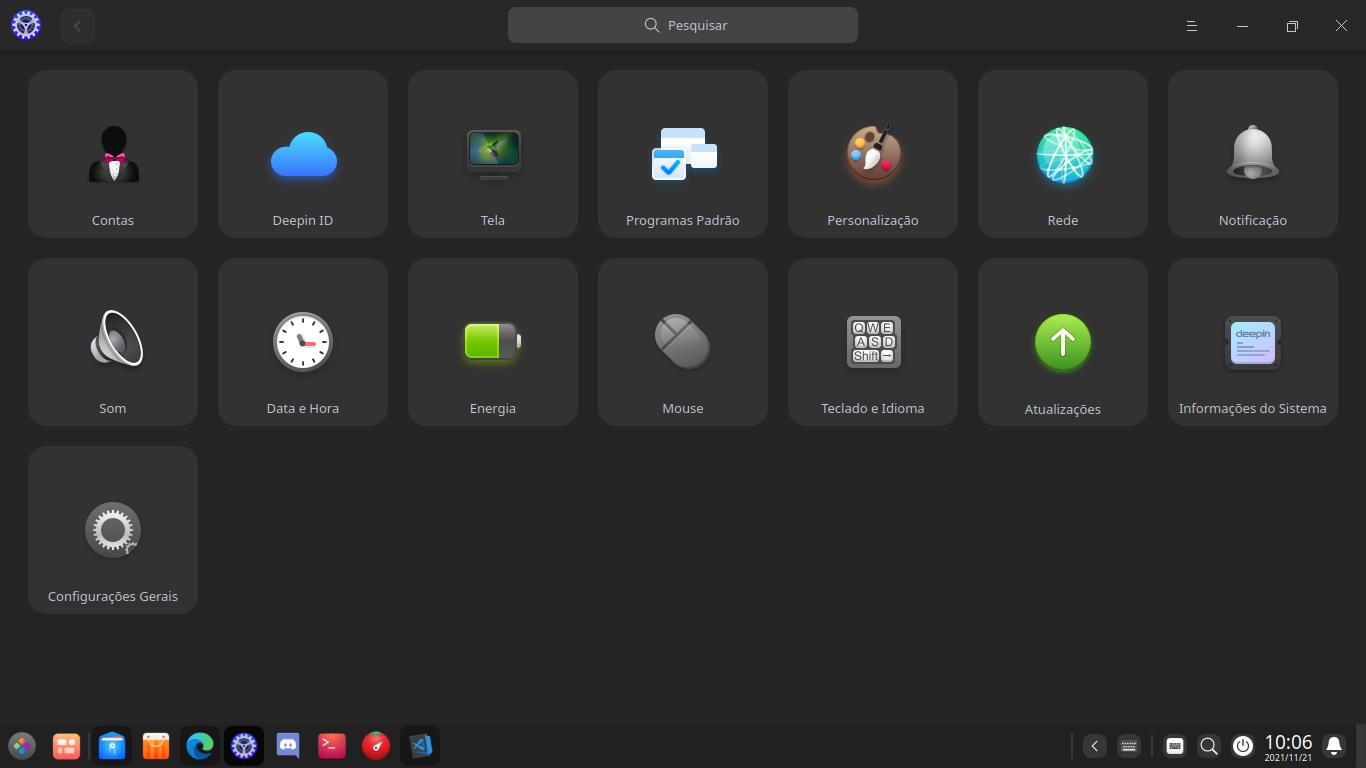 Pesquisar
Contas
Deepin ID
Tela
Programas Padrão
Personalização
Rede
Notificação
QWE
ASD
Shift
deepin
Som
Data e Hora
Energia
Mouse
Teclado e Idioma
Atualizações
Informações do Sistema
Configurações Gerais
>_
10:06
2021/11/21